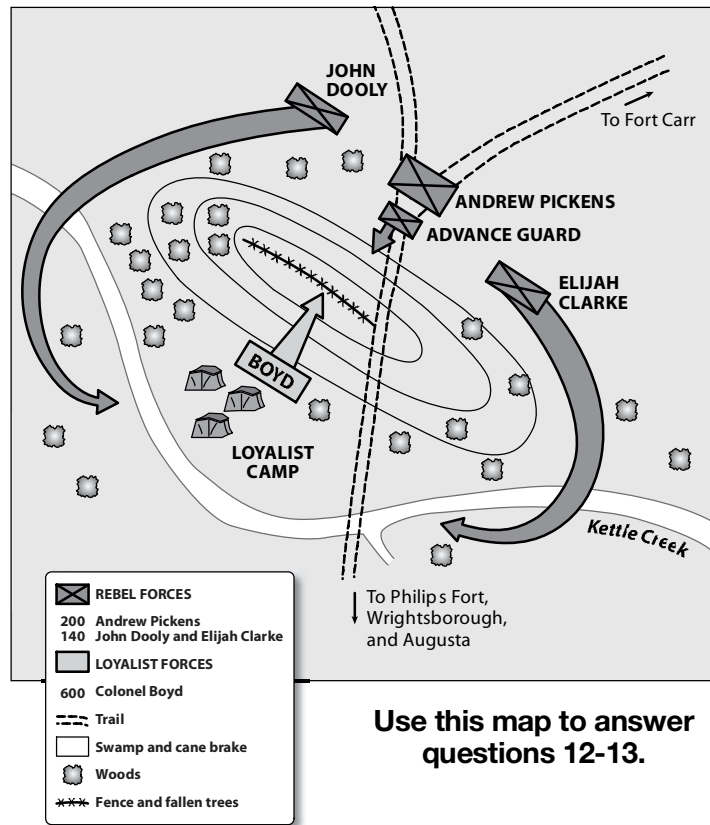 JOHN
DOOLY
To Fort Carr
ANDREW PICKENS
ADVANCE GUARD
ELIJAH
CLARKE
BOYD
LOYALIST
CAMP
Kettle Creek
To Philips Fort,
Wrightsborough,
and Augusta
REBEL FORCES
200 Andrew Pickens
140 John Dooly and Elijah Clarke
LOYALIST FORCES
600 Colonel Boyd
Trail
Swamp and cane brake
Woods
Fence and fallen trees
Use this map to answer
questions 12-13.